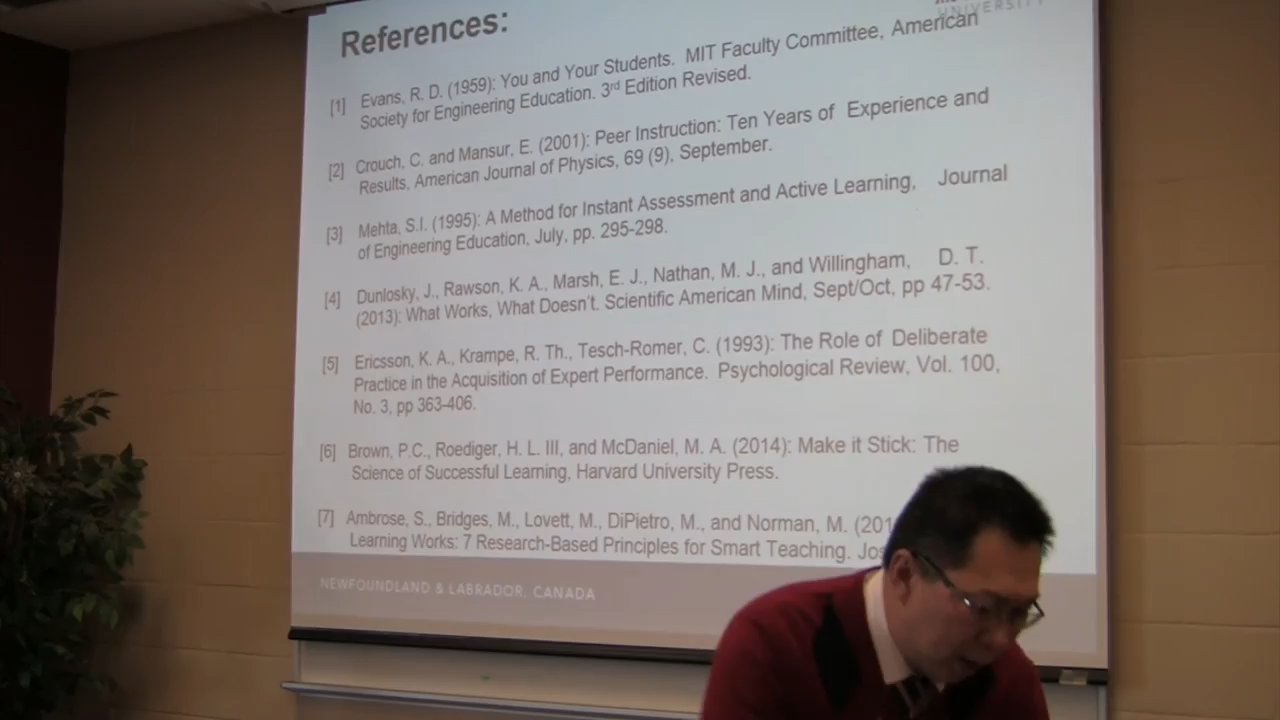 UNIVERSITY
References:
[1] Evans, R. D. (1959): You and Your Students. MIT Faculty Committee, American
Society for Engineering Education. 3rd Edition Revised.
[2] Crouch, C. and Mansur, E. (2001): Peer Instruction: Ten Years of Experience and
Results, American Journal of Physics, 69 (9), September.
[3] Mehta, S.I. (1995): A Method for Instant Assessment and Active Learning, Journal
of Engineering Education, July, pp. 295-298.
[4] Dunlosky, J., Rawson, K. A., Marsh, E. J., Nathan, M. J., and Willingham, D. T.
(2013): What Works, What Doesn't. Scientific American Mind, Sept/Oct, pp 47-53.
[5] Ericsson, K. A., Krampe, R. Th., Tesch-Romer, C. (1993): The Role of Deliberate
Practice in the Acquisition of Expert Performance. Psychological Review, Vol. 100,
No. 3, pp 363-406.
[6] Brown, P.C., Roediger, H. L. III, and McDaniel, M. A. (2014): Make it Stick: The
Science of Successful Learning, Harvard University Press.
[7] Ambrose, S., Bridges, M., Lovett, M., DiPietro, M., and Norman, M. (201
Learning Works: 7 Research-Based Principles for Smart Teaching. Jos
NEWFOUNDLAND & LABRADOR, CANADA